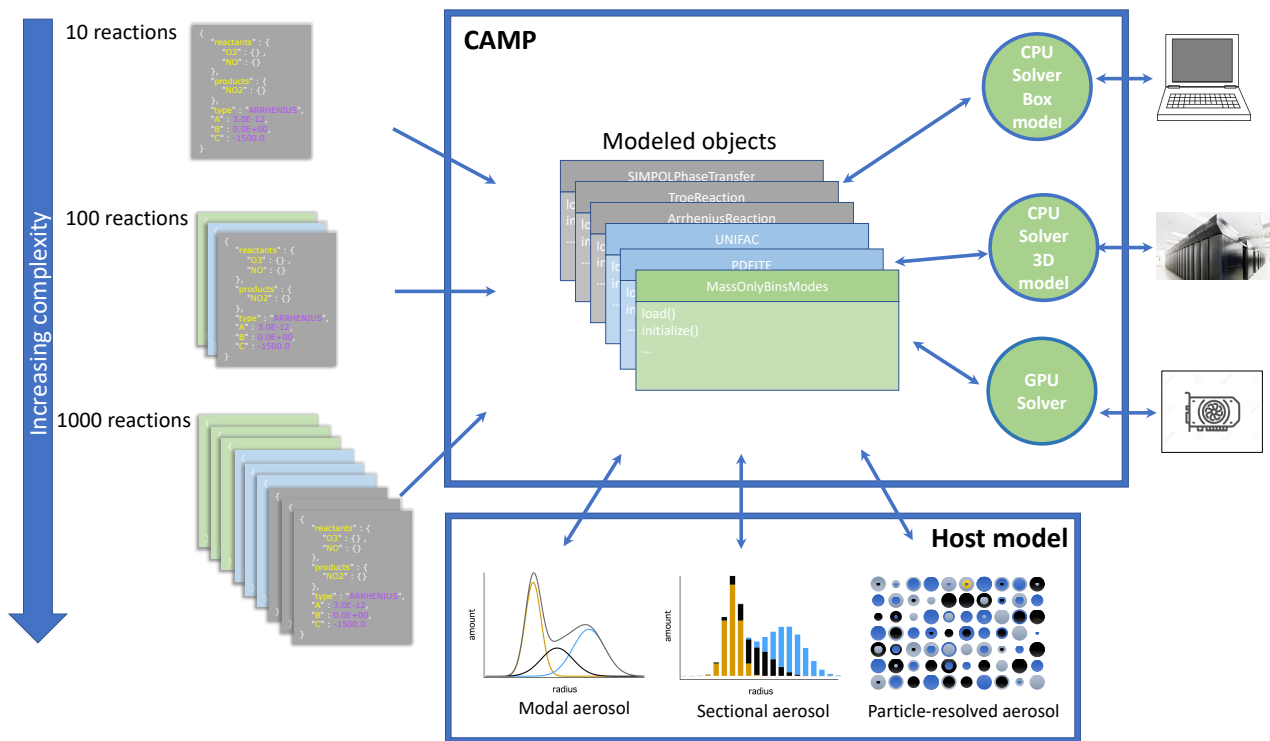 Increasing complexity
10 reactions
{
"reactants" : {
"O3" : {} ,
"NO" : {}
},
"products" : {
"NO2" : {}
},
"type" : "ARRHENIUS",
"A" : 3.0E-12,
"B" : 0.0E+00,
"C" : -1500.0
}
100 reactions
{
{
{
"reactants" : {
"O3" : {} ,
"NO" : {}
},
"products" : {
"NO2" : {}
},
"type" : "ARRHENIUS",
"A" : 3.0E-12,
"B" : 0.0E+00,
"C" : -1500.0
}
1000 reactions
{
{
{
{
{
{
{
{
{
"reactants" : {
"O3" : {} ,
"NO" : {}
},
"products" : {
"NO2" : {}
},
"type" : "ARRHENIUS",
"A" : 3.0E-12,
"B" : 0.0E+00,
"C" : -1500.0
}
CAMP
Modeled objects
SIMPOLPhaseTransfer
TroeReaction
ArrheniusReaction
UNIFAC
PDFiTE
MassOnlyBinsModes
load()
initialize()
...
CPU
Solver
Box
model
CPU
Solver
3D
model
GPU
Solver
Host model
amount
radius
Modal aerosol
amount
radius
Sectional aerosol
Particle-resolved aerosol